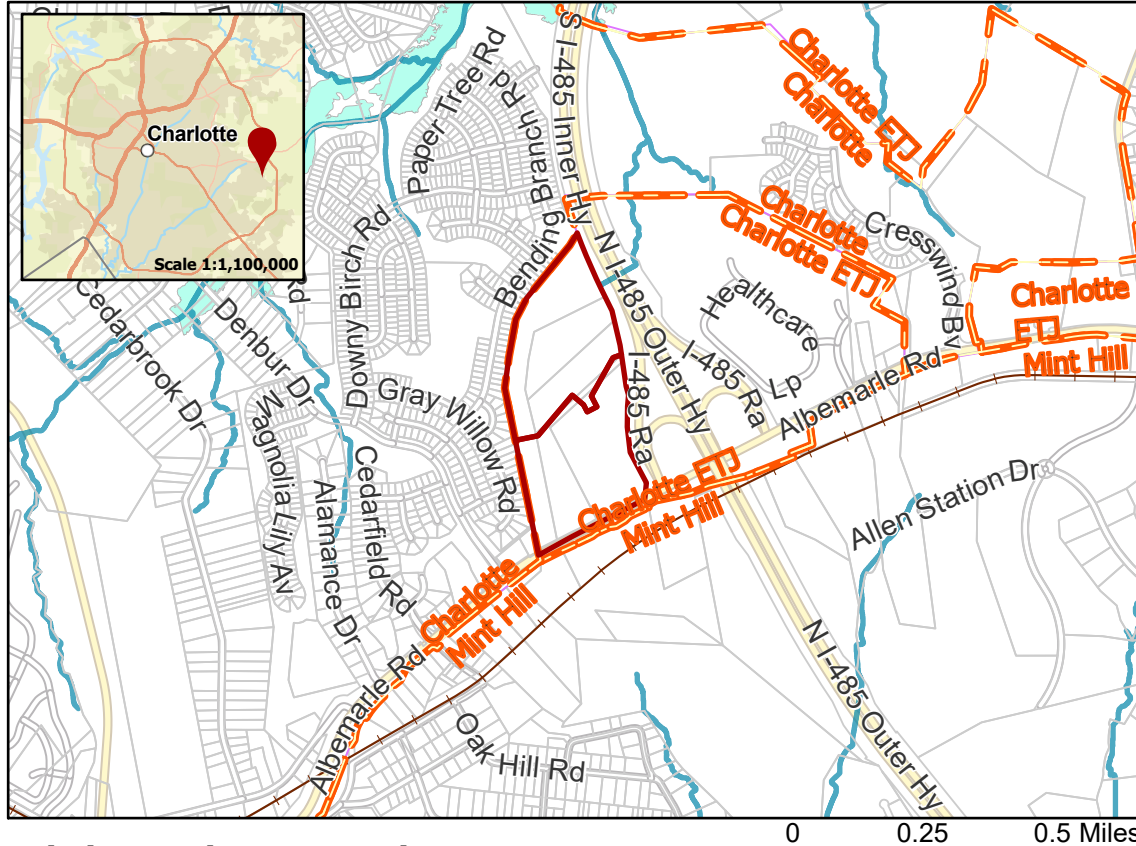 Charlotte
Scale 1:1,100,000
Paper Tree Rd
Bending Branch Rd
S I-485 Inner Hy
Charlotte ETJ
Charlotte
Charlotte
Charlotte ETJ
Cresswind Bv
Charlotte
ETJ
Mint Hill
Rd
Cedarbrook Dr
Denbur Dr
Downy Birch Rd
Gray Willow Rd
Magnolia Lily Av
Alamance Dr
Cedarfield Rd
N I-485 Outer Hy
I-485 Ra
I-485 Ra
Healthcare Lp
Albemarle Rd
Charlotte ETJ
Mint Hill
Charlotte
Mint Hill
Albemarle Rd
Oak Hill Rd
Allen Station Dr
N I-485 Outer Hy
0 0.25 0.5 Miles